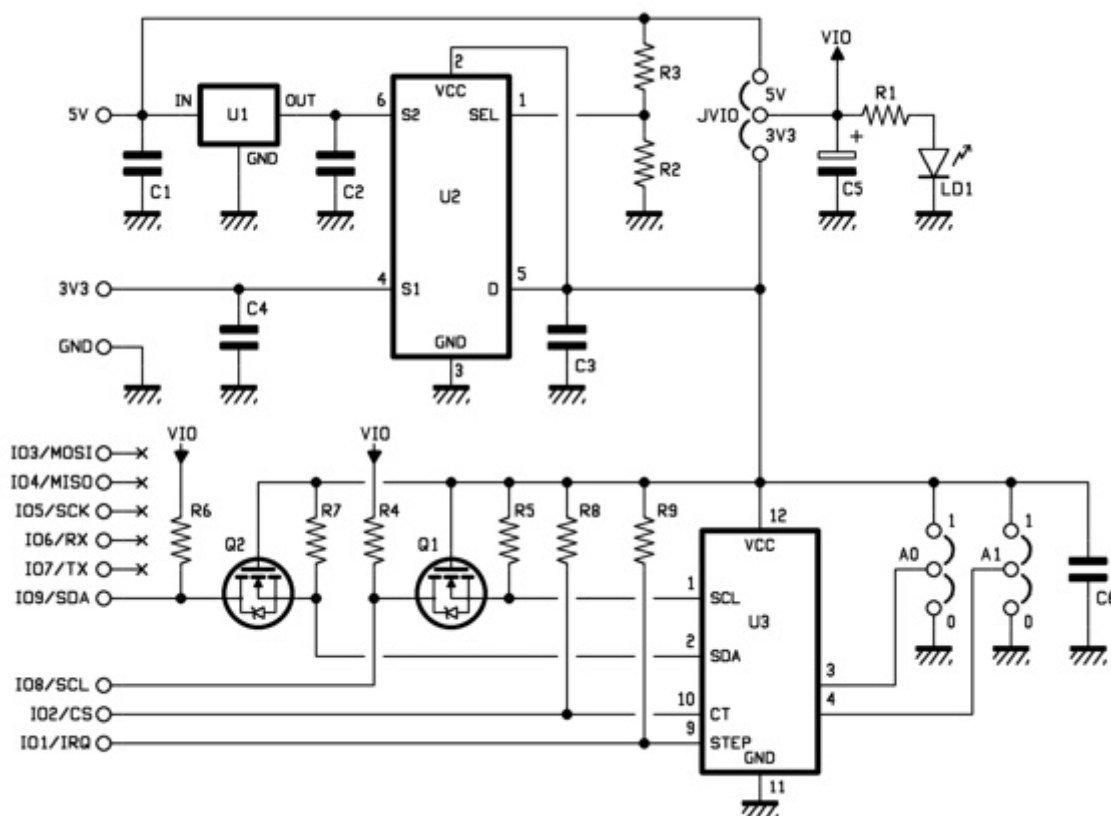 VIO
2
VCC
R3
5V
IN
U1
OUT
6
S2
SEL
1
JVIO
5V
3V3
R1
GND
C1
C2
U2
R2
+
C5
LD1
3V3
4
S1
D
5
C4
GND
GND
3
C3
VIO
VIO
IO3/MOSI
IO4/MISO
IO5/SCK
IO6/RX
IO7/TX
IO9/SDA
R6
R7
R4
R5
R8
R9
Q2
Q1
12
VCC
1
SCL
U3
2
SDA
A0
1
0
A1
1
0
C6
IO8/SCL
IO2/CS
IO1/IRQ
10
CT
9
STEP
3
4
GND
11